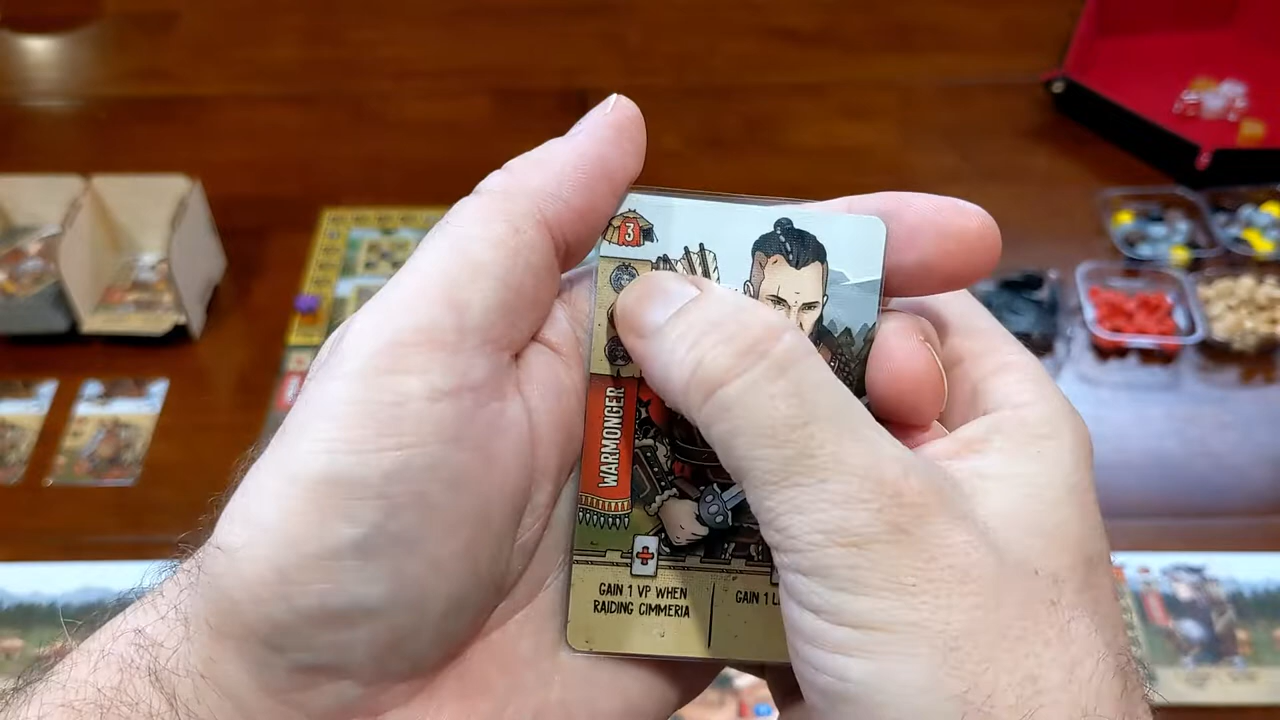 3
WARMONGER
GAIN 1 VP WHEN
RAIDING CIMMERIA
GAIN 1